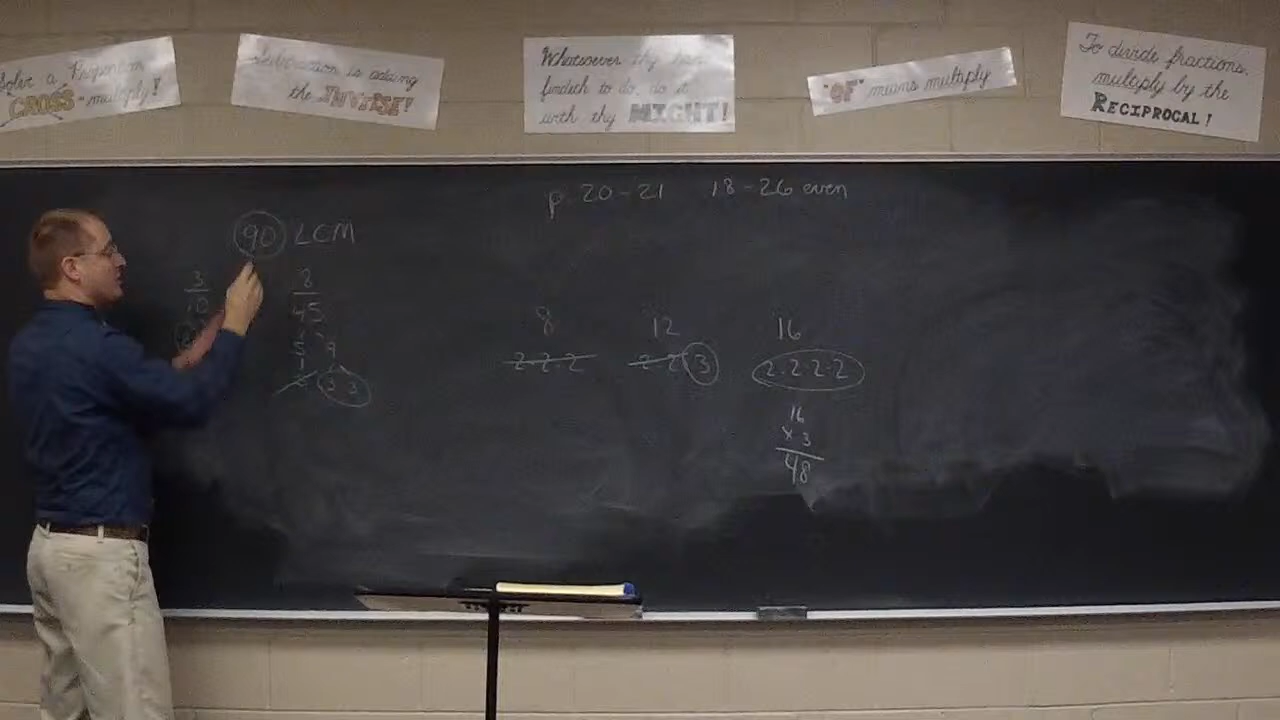 Solve a Proportion
CROSS multiply!
Subtraction is adding
the INVERSE!
Whatsoever thy
findeth to do, do it
with thy MIGHT!
"OF" means multiply
To divide fractions,
multiply by the
RECIPROCAL!
p. 20-21 18-26 even
90 LCM
3
10
45
5 9
3 3
8 12 16
2·2·2 2·2·3 2·2·2·2
16
x 3
48